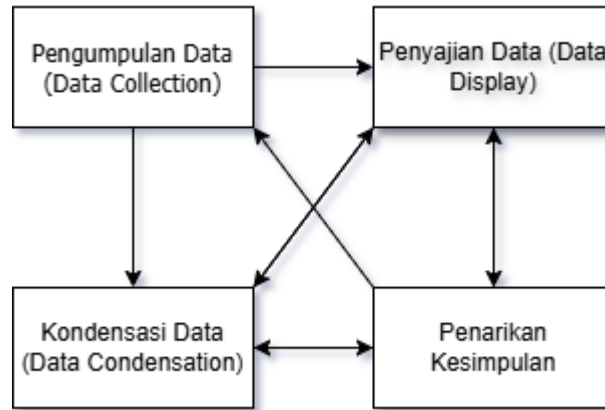 Pengumpulan Data
(Data Collection)
Penyajian Data (Data
Display)
Kondensasi Data
(Data Condensation)
Penarikan
Kesimpulan